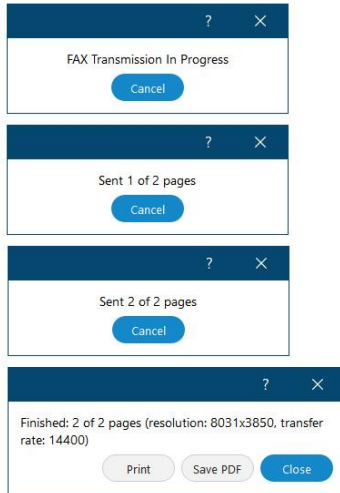 ?
FAX Transmission In Progress
Cancel
?
Sent 1 of 2 pages
Cancel
?
Sent 2 of 2 pages
Cancel
?
Finished: 2 of 2 pages (resolution: 8031x3850, transfer
rate: 14400)
Print Save PDF Close